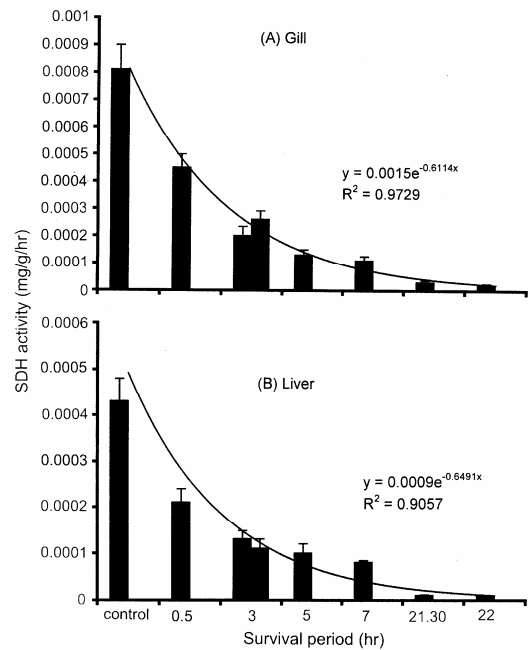 (A) Gill
0.001
0.0009
0.0008
0.0007
0.0006
0.0005
0.0004
0.0003
0.0002
0.0001
0
y = 0.0015e^-0.6114x
R² = 0.9729
SDH activity (mg/g/hr)
(B) Liver
0.0006
0.0005
0.0004
0.0003
0.0002
0.0001
0
y = 0.0009e^-0.6491x
R² = 0.9057
control 0.5 3 5 7 21.30 22
Survival period (hr)